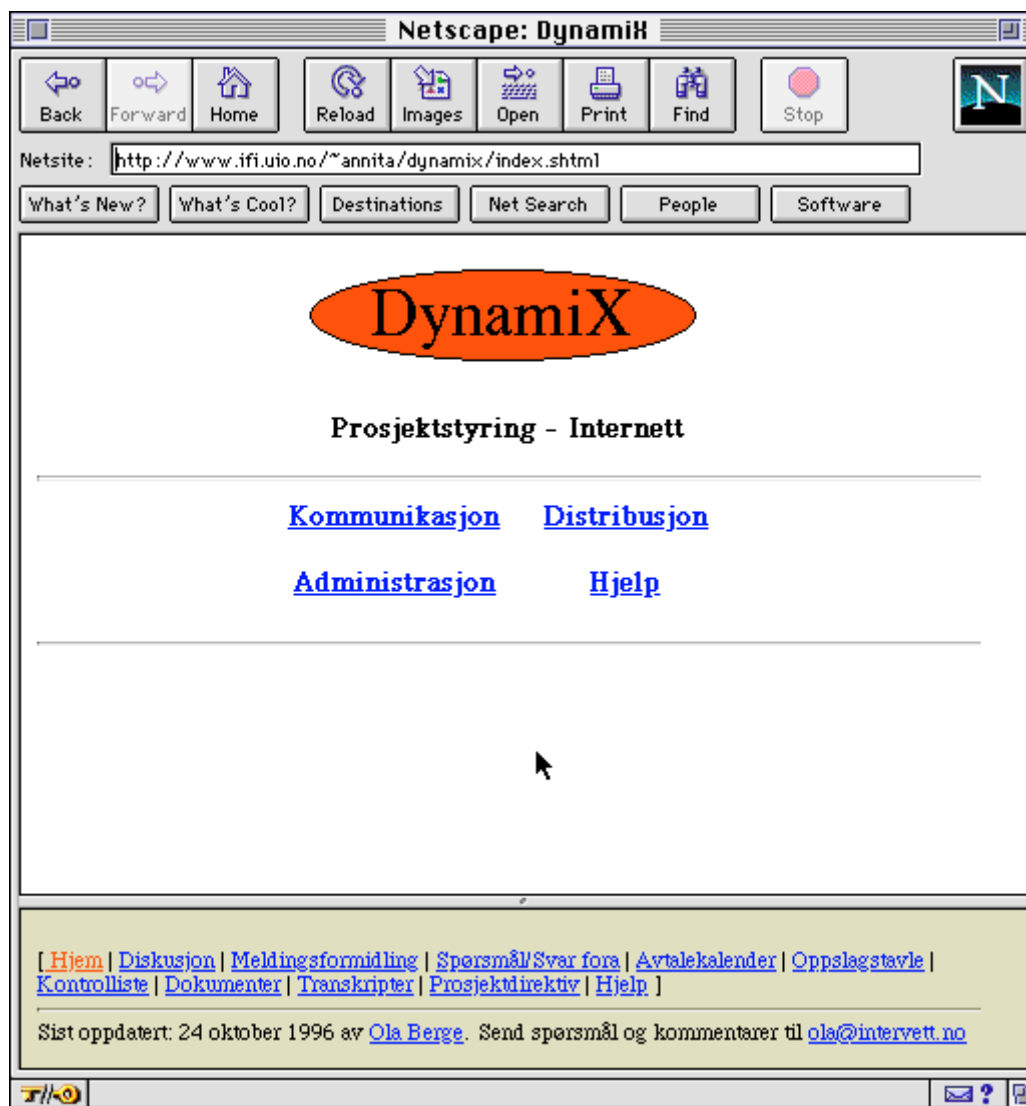 Netscape: DynamiX
Back Forward Home Reload Images Open Print Find Stop N
Netsite: http://www.ifi.uio.no/~annita/dynamix/index.shtml
What's New? What's Cool? Destinations Net Search People Software
DynamiX
Prosjektstyring - Internett
Kommunikasjon Distribusjon
Administrasjon Hjelp
[ Hjem | Diskusjon | Meldingsformidling | Spørsmål/Svar fora | Avtalekalender | Oppslagstavle |
Kontrolliste | Dokumenter | Transkripter | Prosjektdirektiv | Hjelp ]
Sist oppdatert: 24 oktober 1996 av Ola Berge. Send spørsmål og kommentarer til ola@intervett.no
?